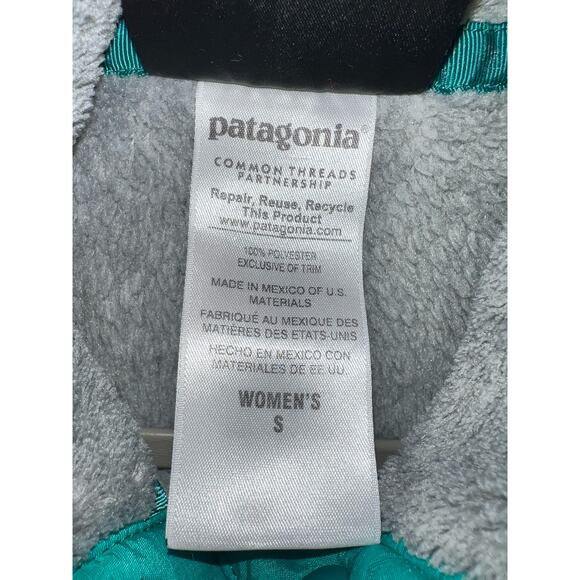 patagonia®
COMMON THREADS
PARTNERSHIP
Repair, Reuse, Recycle
This Product
www.patagonia.com
100% POLYESTER
EXCLUSIVE OF TRIM
MADE IN MEXICO OF U.S.
MATERIALS
FABRIQUÉ AU MEXIQUE DES
MATIÈRES DES ETATS-UNIS
HECHO EN MEXICO CON
MATERIALES DE EE UU
WOMEN'S
S